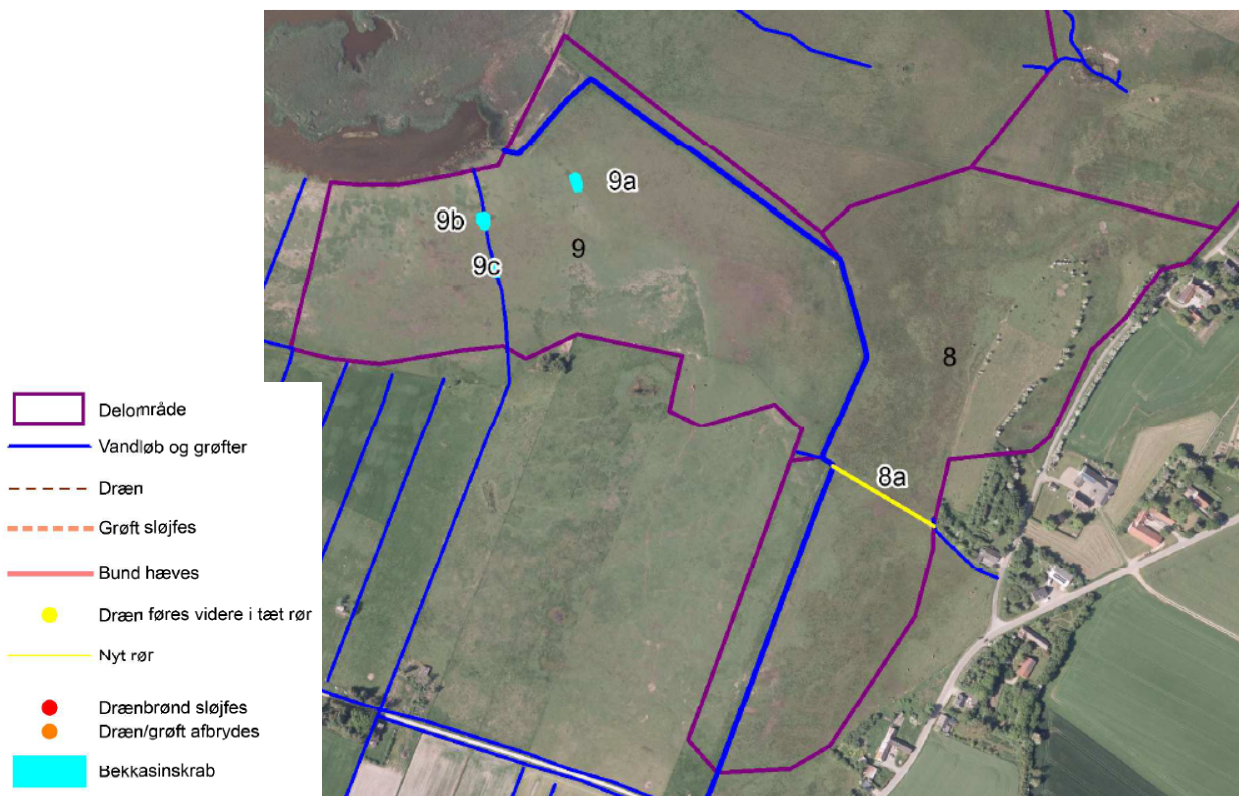 9a
9b
9
9c
8
8a
Delområde
Vandløb og grøfter
Dræn
Grøft sløjfes
Bund hæves
Dræn føres videre i tæt rør
Nyt rør
Drænbrønd sløjfes
Dræn/grøft afbrydes
Bekkasinskrab